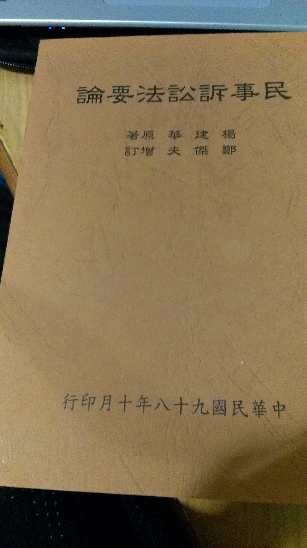 民事訴訟法要論
楊建華 原著
鄭傑夫 增訂
中華民國九十八年十月印行